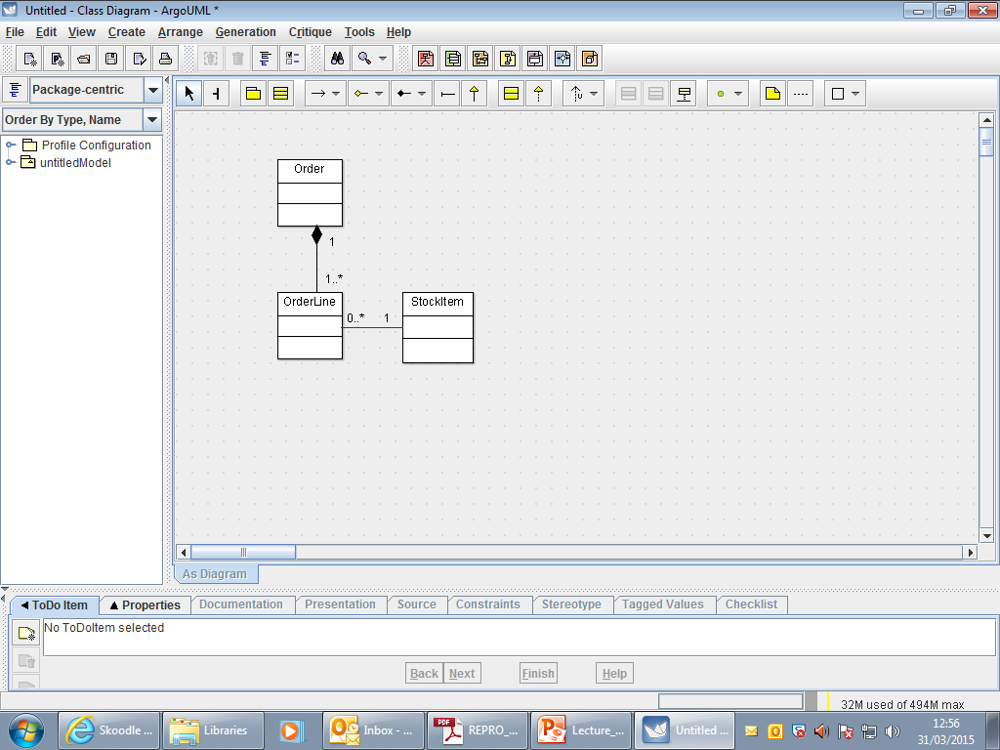 Untitled - Class Diagram - ArgoUML *
File Edit View Create Arrange Generation Critique Tools Help
Package-centric
Order By Type, Name
Profile Configuration
untitledModel
Order
1
1..*
OrderLine
0..*
1
StockItem
As Diagram
ToDo Item
Properties
Documentation
Presentation
Source
Constraints
Stereotype
Tagged Values
Checklist
No ToDoItem selected
Back
Next
Finish
Help
32M used of 494M max
Skoodle ...
Libraries
Inbox - ...
PDF
REPRO_...
Lecture_...
Untitled ...
12:56
31/03/2015